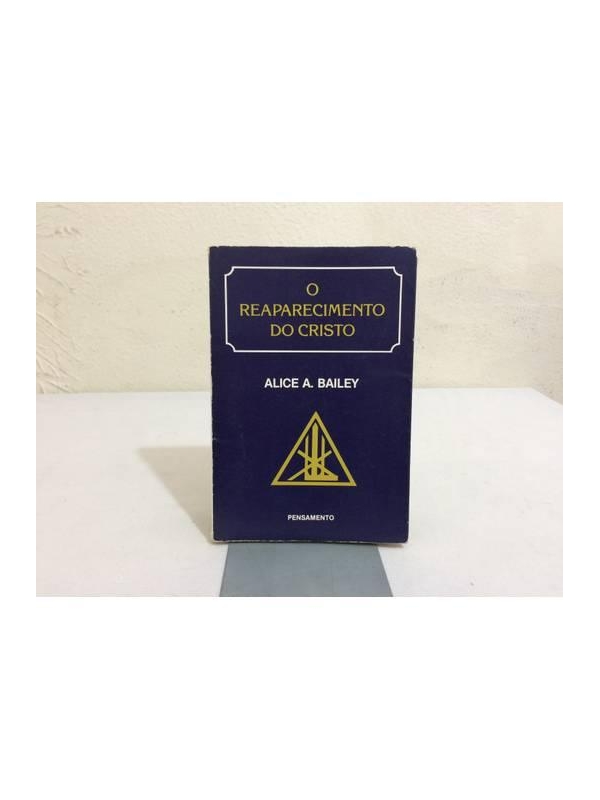 O
REAPARECIMENTO
DO CRISTO
ALICE A. BAILEY
PENSAMENTO